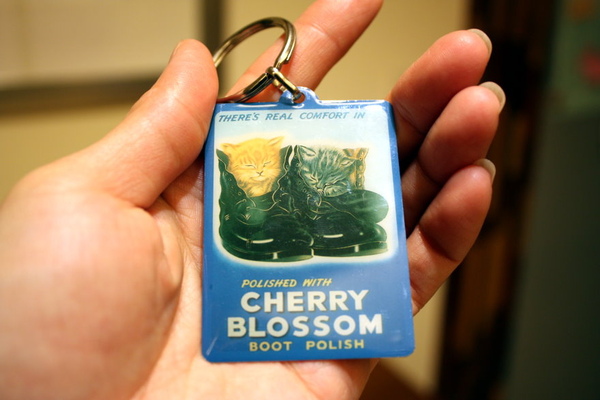 THERE'S REAL COMFORT IN
POLISHED WITH
CHERRY
BLOSSOM
BOOT POLISH